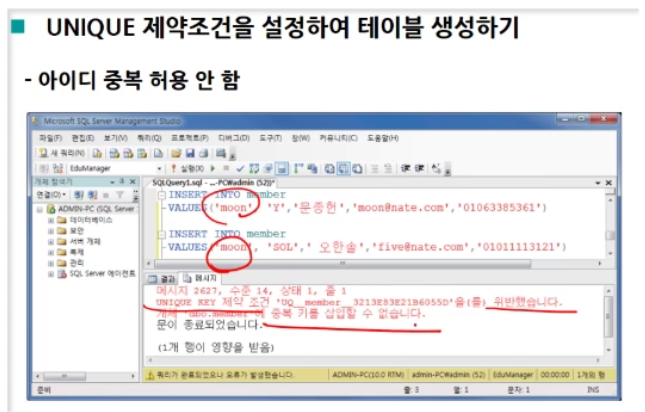 UNIQUE 제약조건을 설정하여 테이블 생성하기
- 아이디 중복 허용 안 함
Microsoft SQL Server Management Studio
파일(F) 편집(E) 보기(V) 쿼리(Q) 프로젝트(P) 디버그(D) 도구(T) 창(W) 커뮤니티(C) 도움말(H)
새 쿼리(N)
EduManager 실행(X)
개체 탐색기
SQLQuery1.sql - ...-PC\admin (52))*
연결(O)
INSERT INTO member
VALUES('moon' 'Y','문종헌','moon@nate.com','01063385361')
INSERT INTO member
VALUES('moon', 'SOL',' 오한솔','five@nate.com','01011113121')
ADMIN-PC (SQL Server
데이터베이스
보안
서버 개체
복제
관리
SQL Server 에이전트
결과 메시지
메시지 2627, 수준 14, 상태 1, 줄 1
UNIQUE KEY 제약 조건 'UQ__member__3213E83E21B6055D'을(를) 위반했습니다.
개체 'dbo.member'에 중복 키를 삽입할 수 없습니다.
문이 종료되었습니다.
(1개 행이 영향을 받음)
쿼리가 완료되었으나 오류가 발생했습니다. ADMIN-PC(10.0 RTM) admin-PC\admin (52) EduManager 00:00:00 1개의 행
준비 줄: 3 열: 1 문자: 1 INS